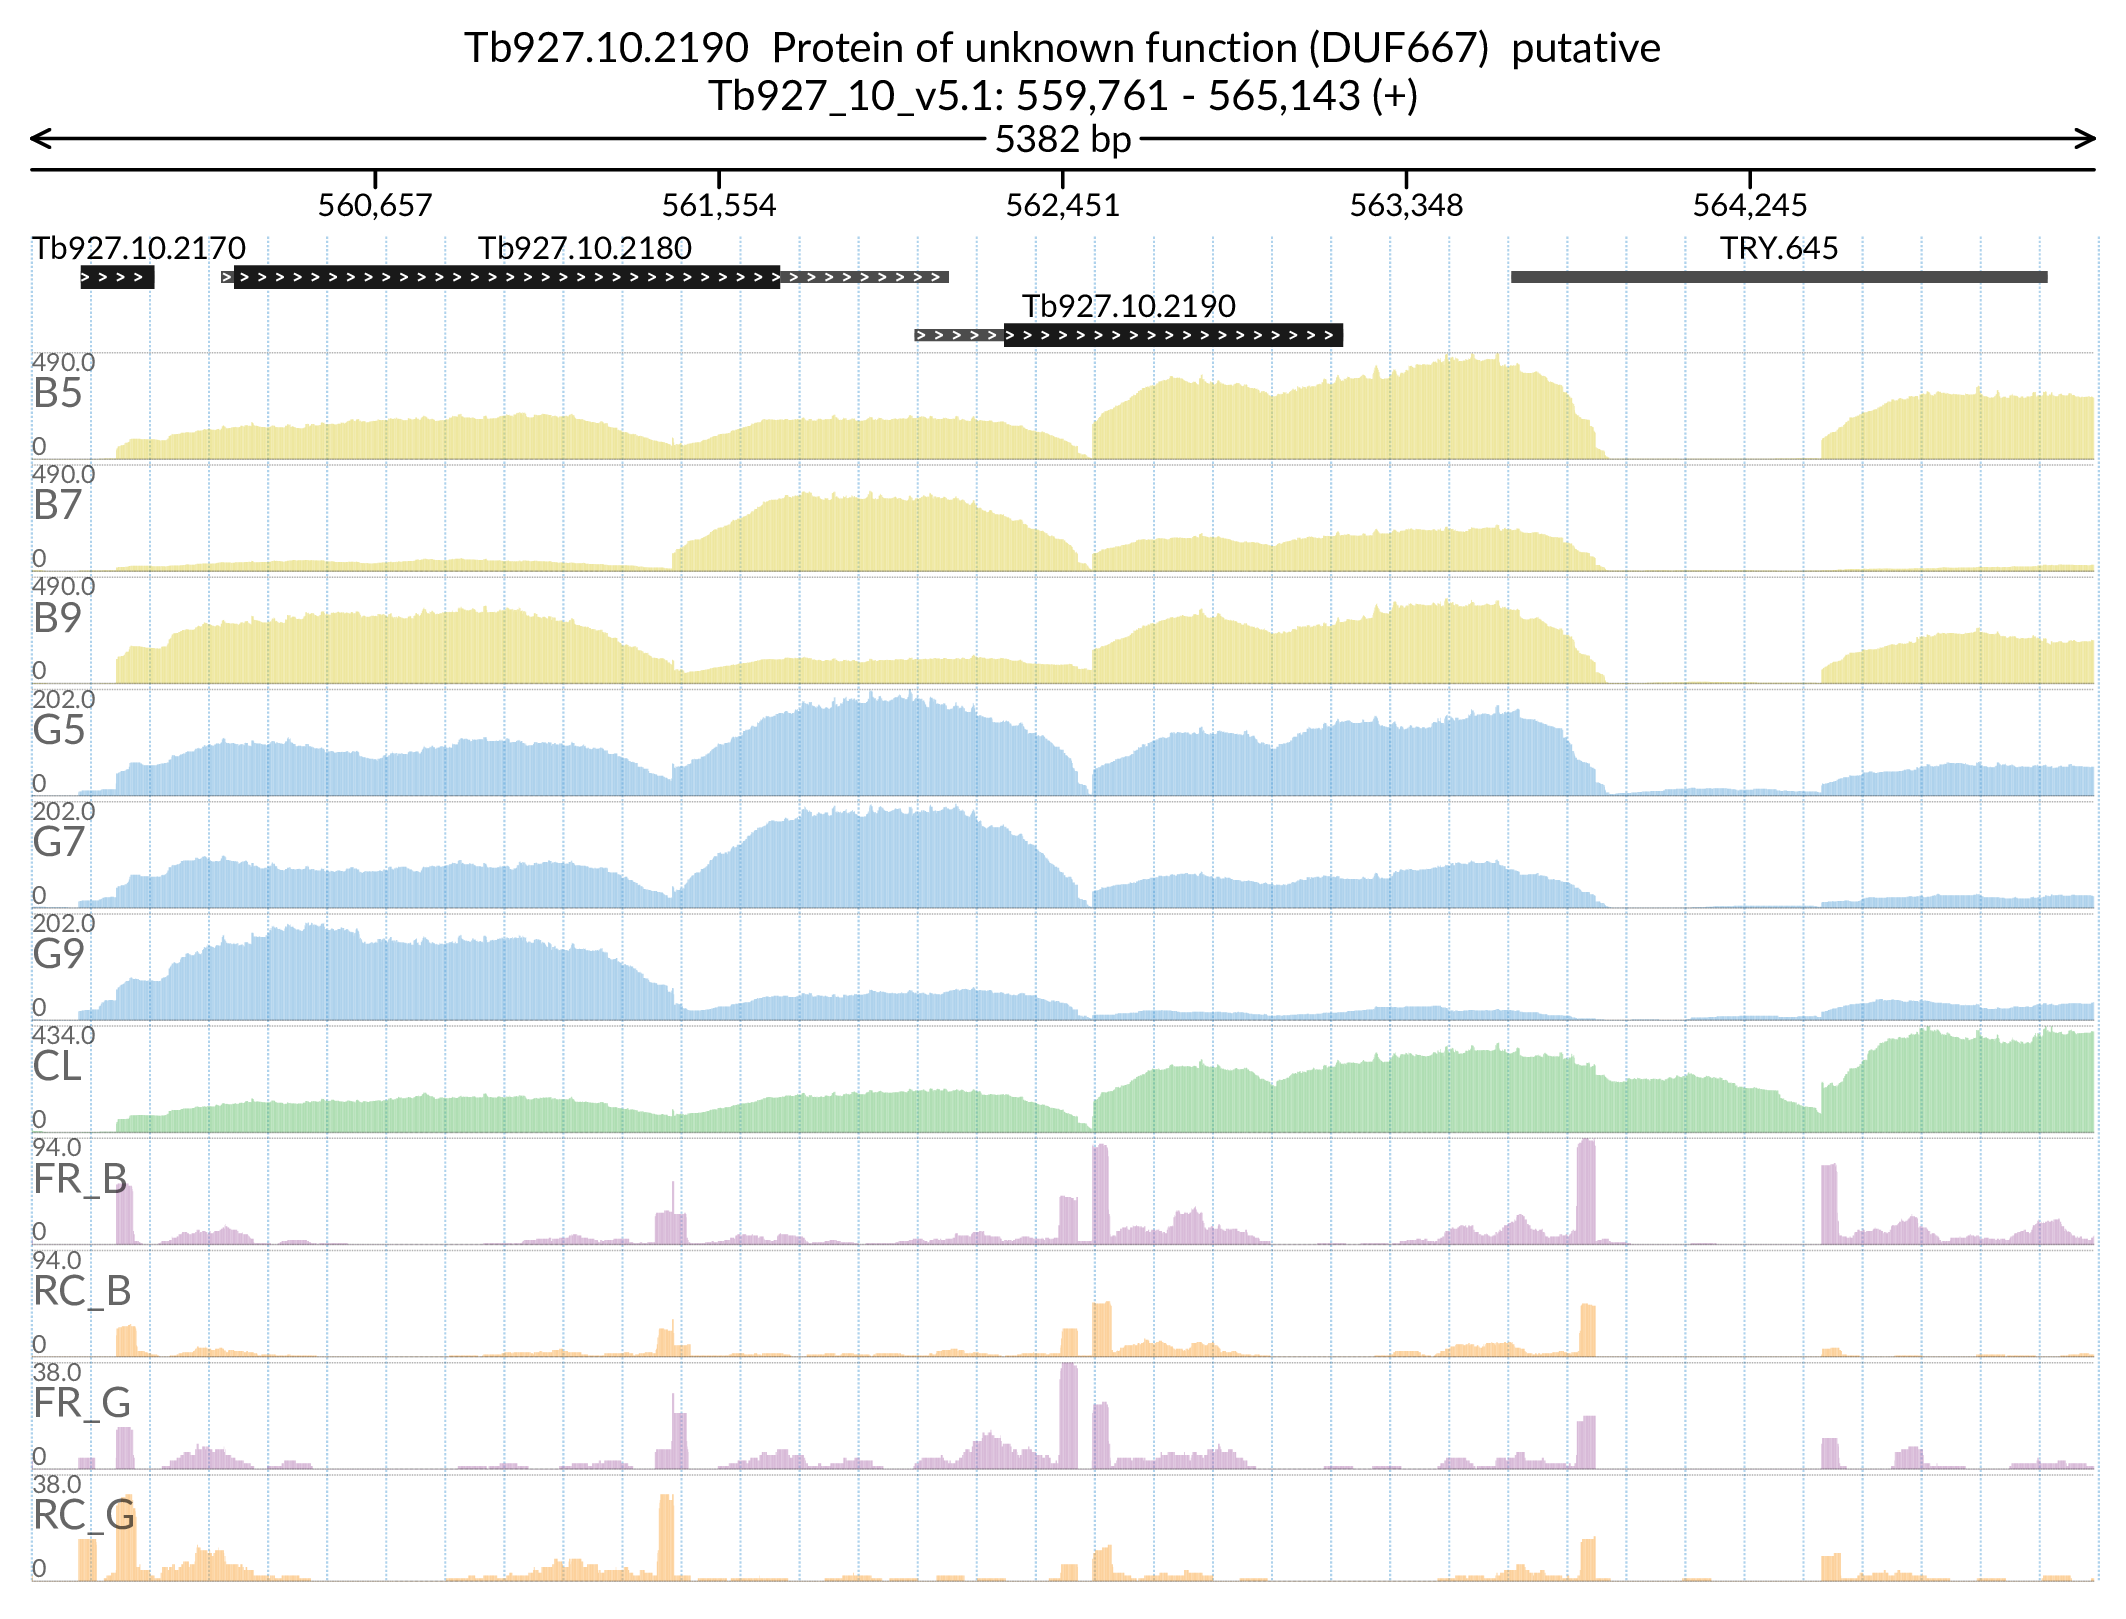 Tb927.10.2190  Protein of unknown function (DUF667)  putative
Tb927_10_v5.1: 559,761 - 565,143 (+)
5382 bp
560,657 561,554 562,451 563,348 564,245
Tb927.10.2170 Tb927.10.2180 TRY.645
Tb927.10.2190
490.0
B5
0
490.0
B7
0
490.0
B9
0
202.0
G5
0
202.0
G7
0
202.0
G9
0
434.0
CL
0
94.0
FR_B
0
94.0
RC_B
0
38.0
FR_G
0
38.0
RC_G
0